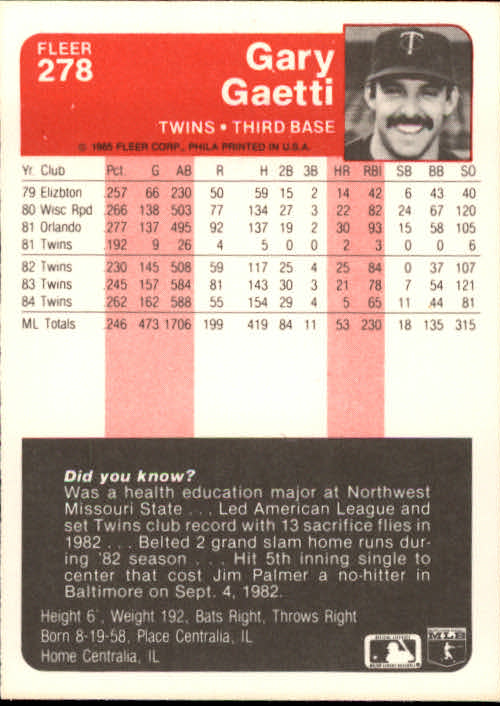 FLEER
278
Gary
Gaetti
T
TWINS • THIRD BASE
© 1985 FLEER CORP., PHILA PRINTED IN U.S.A.
Yr. Club Pct. G AB R H 2B 3B HR RBI SB BB SO
79 Elizbton .257 66 230 50 59 15 2 14 42 6 43 40
80 Wisc Rpd .266 138 503 77 134 27 3 22 82 24 67 120
81 Orlando .277 137 495 92 137 19 2 30 93 15 58 105
81 Twins .192 9 26 4 5 0 0 2 3 0 0 6
82 Twins .230 145 508 59 117 25 4 25 84 0 37 107
83 Twins .245 157 584 81 143 30 3 21 78 7 54 121
84 Twins .262 162 588 55 154 29 4 5 65 11 44 81
ML Totals .246 473 1706 199 419 84 11 53 230 18 135 315
Did you know?
Was a health education major at Northwest
Missouri State . . . Led American League and
set Twins club record with 13 sacrifice flies in
1982 . . . Belted 2 grand slam home runs dur-
ing '82 season . . . Hit 5th inning single to
center that cost Jim Palmer a no-hitter in
Baltimore on Sept. 4, 1982.
Height 6', Weight 192, Bats Right, Throws Right
Born 8-19-58, Place Centralia, IL
Home Centralia, IL